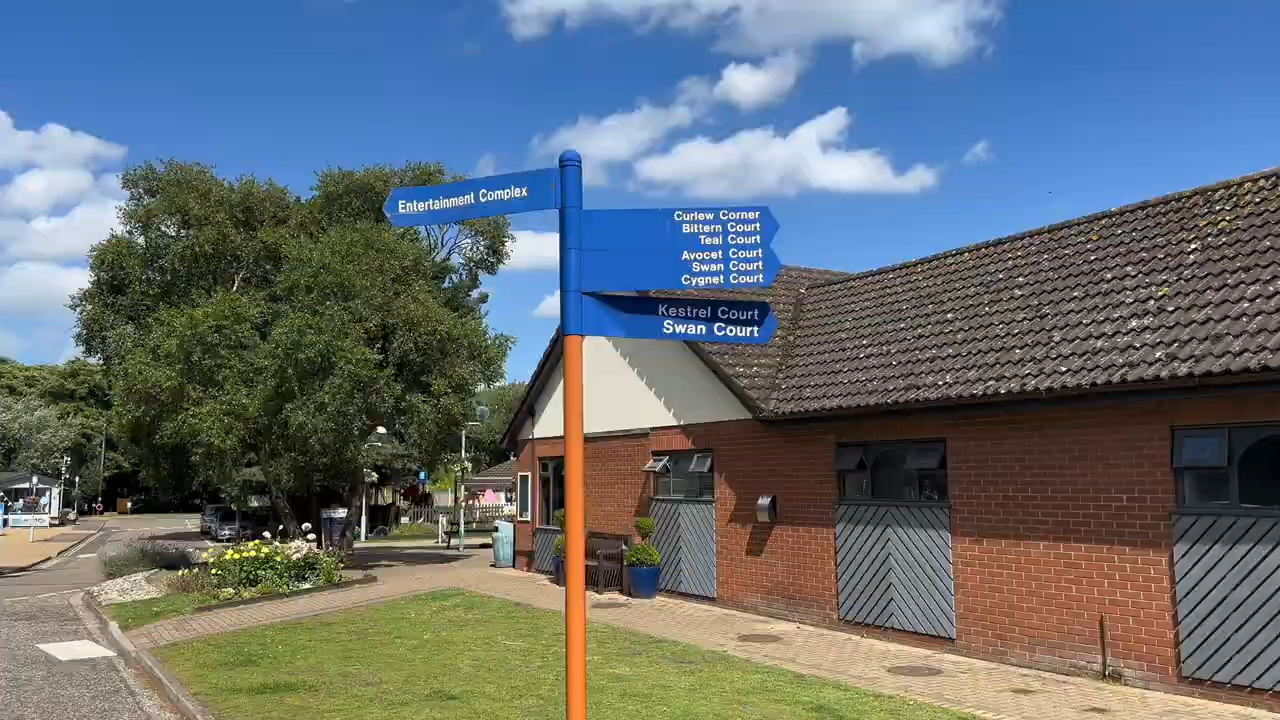 Entertainment Complex
Curlew Corner
Bittern Court
Teal Court
Avocet Court
Swan Court
Cygnet Court
Kestrel Court
Swan Court